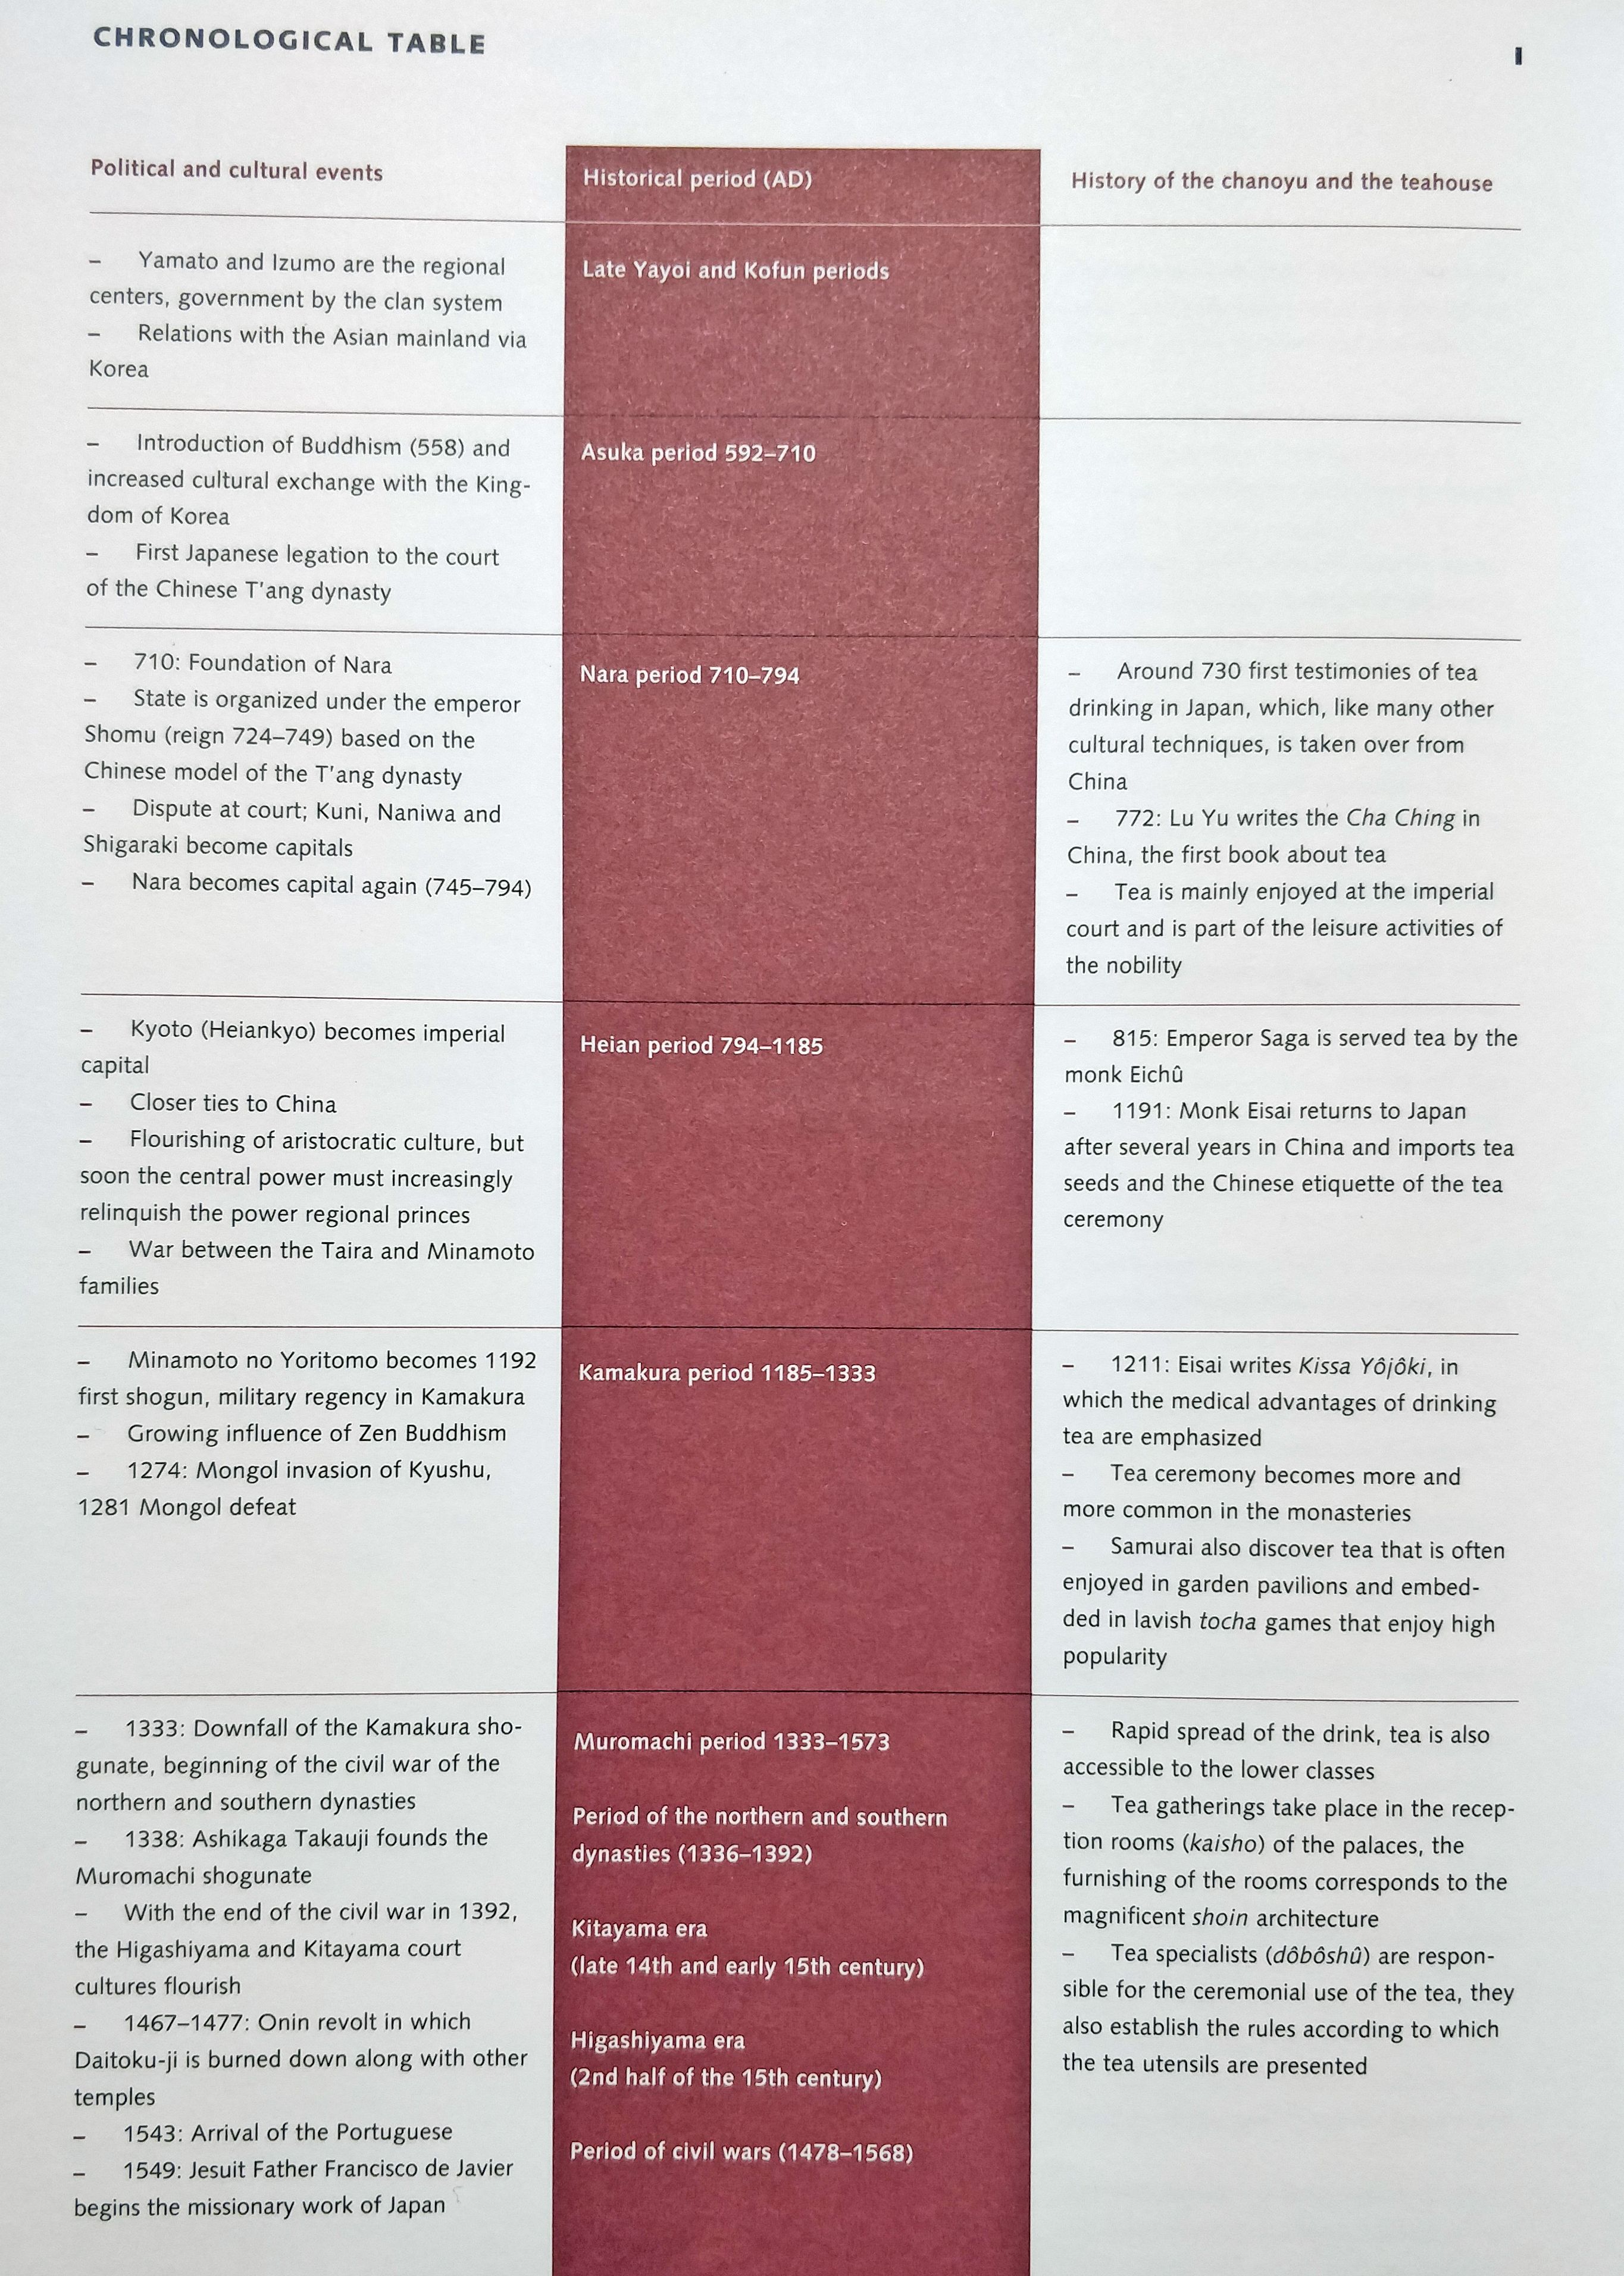 CHRONOLOGICAL TABLE
Political and cultural events
Historical period (AD)
History of the chanoyu and the teahouse
– Yamato and Izumo are the regional
centers, government by the clan system
– Relations with the Asian mainland via
Korea
Late Yayoi and Kofun periods
– Introduction of Buddhism (558) and
increased cultural exchange with the King-
dom of Korea
– First Japanese legation to the court
of the Chinese T'ang dynasty
Asuka period 592–710
– 710: Foundation of Nara
– State is organized under the emperor
Shomu (reign 724–749) based on the
Chinese model of the T'ang dynasty
– Dispute at court; Kuni, Naniwa and
Shigaraki become capitals
– Nara becomes capital again (745–794)
Nara period 710–794
– Around 730 first testimonies of tea
drinking in Japan, which, like many other
cultural techniques, is taken over from
China
– 772: Lu Yu writes the Cha Ching in
China, the first book about tea
– Tea is mainly enjoyed at the imperial
court and is part of the leisure activities of
the nobility
– Kyoto (Heiankyo) becomes imperial
capital
– Closer ties to China
– Flourishing of aristocratic culture, but
soon the central power must increasingly
relinquish the power regional princes
– War between the Taira and Minamoto
families
Heian period 794–1185
– 815: Emperor Saga is served tea by the
monk Eichû
– 1191: Monk Eisai returns to Japan
after several years in China and imports tea
seeds and the Chinese etiquette of the tea
ceremony
– Minamoto no Yoritomo becomes 1192
first shogun, military regency in Kamakura
– Growing influence of Zen Buddhism
– 1274: Mongol invasion of Kyushu,
1281 Mongol defeat
Kamakura period 1185–1333
– 1211: Eisai writes Kissa Yôjôki, in
which the medical advantages of drinking
tea are emphasized
– Tea ceremony becomes more and
more common in the monasteries
– Samurai also discover tea that is often
enjoyed in garden pavilions and embed-
ded in lavish tocha games that enjoy high
popularity
– 1333: Downfall of the Kamakura sho-
gunate, beginning of the civil war of the
northern and southern dynasties
– 1338: Ashikaga Takauji founds the
Muromachi shogunate
– With the end of the civil war in 1392,
the Higashiyama and Kitayama court
cultures flourish
– 1467–1477: Onin revolt in which
Daitoku-ji is burned down along with other
temples
– 1543: Arrival of the Portuguese
– 1549: Jesuit Father Francisco de Javier
begins the missionary work of Japan
Muromachi period 1333–1573
Period of the northern and southern
dynasties (1336–1392)
Kitayama era
(late 14th and early 15th century)
Higashiyama era
(2nd half of the 15th century)
Period of civil wars (1478–1568)
– Rapid spread of the drink, tea is also
accessible to the lower classes
– Tea gatherings take place in the recep-
tion rooms (kaisho) of the palaces, the
furnishing of the rooms corresponds to the
magnificent shoin architecture
– Tea specialists (dôbôshû) are respon-
sible for the ceremonial use of the tea, they
also establish the rules according to which
the tea utensils are presented